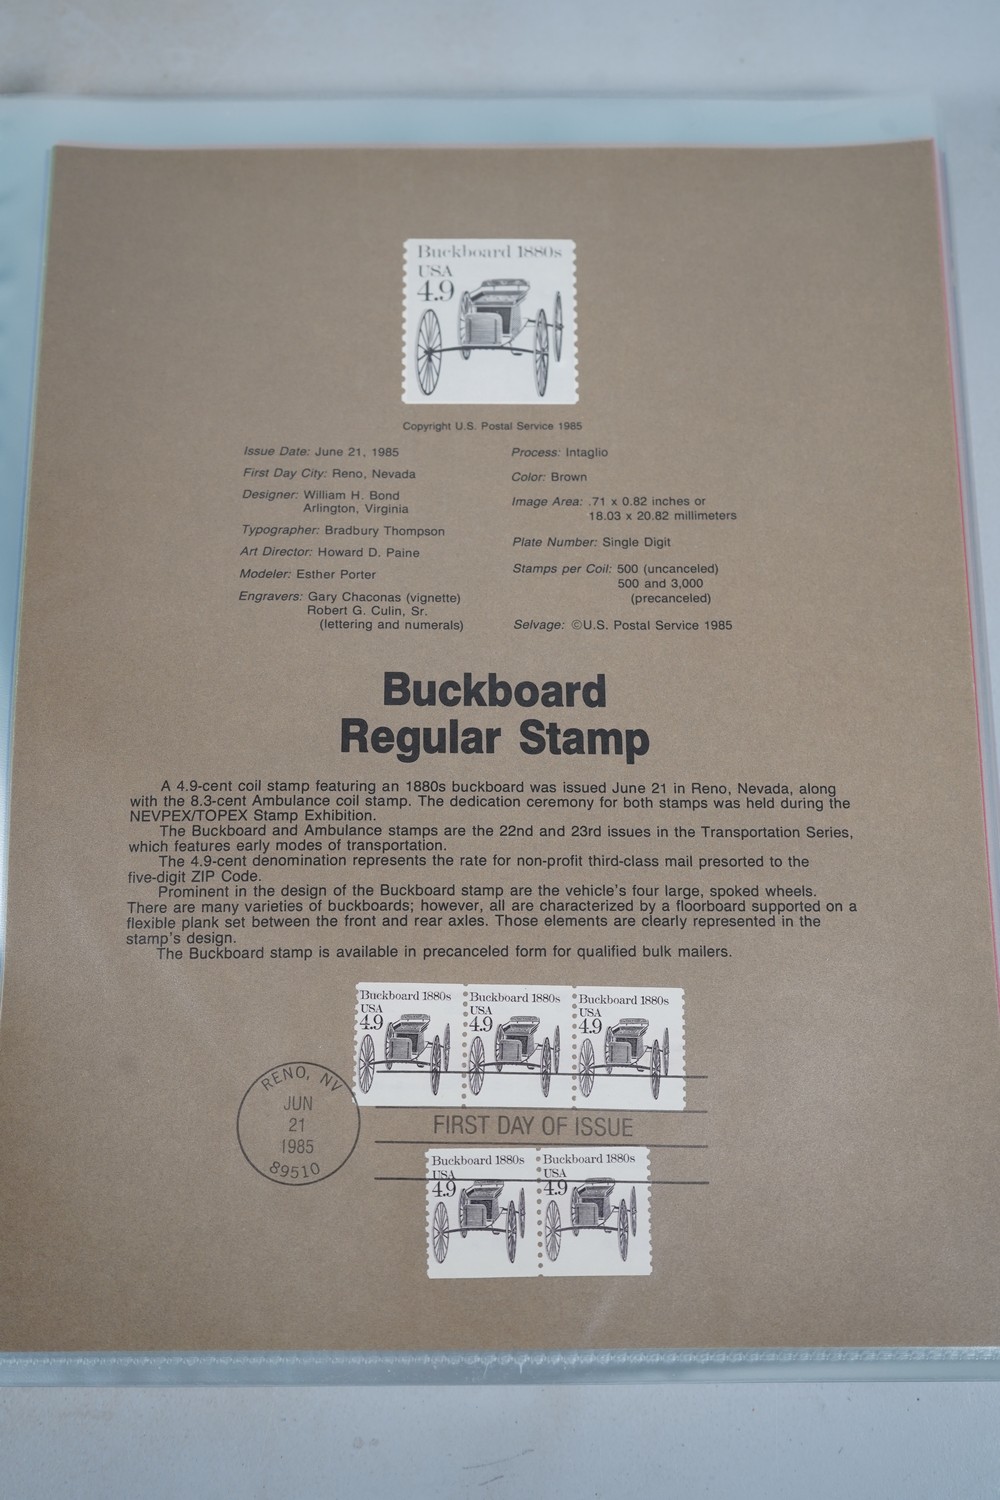 Buckboard 1880s
USA
4.9
Copyright U.S. Postal Service 1985
Issue Date: June 21, 1985
First Day City: Reno, Nevada
Designer: William H. Bond
Arlington, Virginia
Typographer: Bradbury Thompson
Art Director: Howard D. Paine
Modeler: Esther Porter
Engravers: Gary Chaconas (vignette)
Robert G. Culin, Sr.
(lettering and numerals)
Process: Intaglio
Color: Brown
Image Area: .71 x 0.82 inches or
18.03 x 20.82 millimeters
Plate Number: Single Digit
Stamps per Coil: 500 (uncanceled)
500 and 3,000
(precanceled)
Selvage: ©U.S. Postal Service 1985
Buckboard
Regular Stamp
A 4.9-cent coil stamp featuring an 1880s buckboard was issued June 21 in Reno, Nevada, along
with the 8.3-cent Ambulance coil stamp. The dedication ceremony for both stamps was held during the
NEVPEX/TOPEX Stamp Exhibition.
The Buckboard and Ambulance stamps are the 22nd and 23rd issues in the Transportation Series,
which features early modes of transportation.
The 4.9-cent denomination represents the rate for non-profit third-class mail presorted to the
five-digit ZIP Code.
Prominent in the design of the Buckboard stamp are the vehicle's four large, spoked wheels.
There are many varieties of buckboards; however, all are characterized by a floorboard supported on a
flexible plank set between the front and rear axles. Those elements are clearly represented in the
stamp's design.
The Buckboard stamp is available in precanceled form for qualified bulk mailers.
Buckboard 1880s
USA
4.9
Buckboard 1880s
USA
4.9
Buckboard 1880s
USA
4.9
RENO, NV
JUN
21
1985
89510
FIRST DAY OF ISSUE
Buckboard 1880s
USA
4.9
Buckboard 1880s
USA
4.9